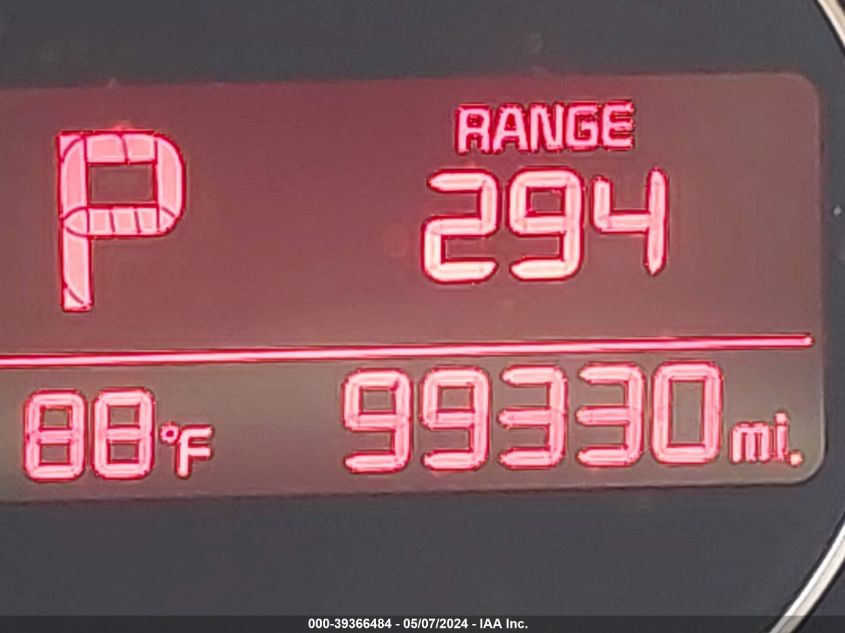 P
RANGE
294
88°F
99330 mi.
000-39366484 - 05/07/2024 - IAA Inc.